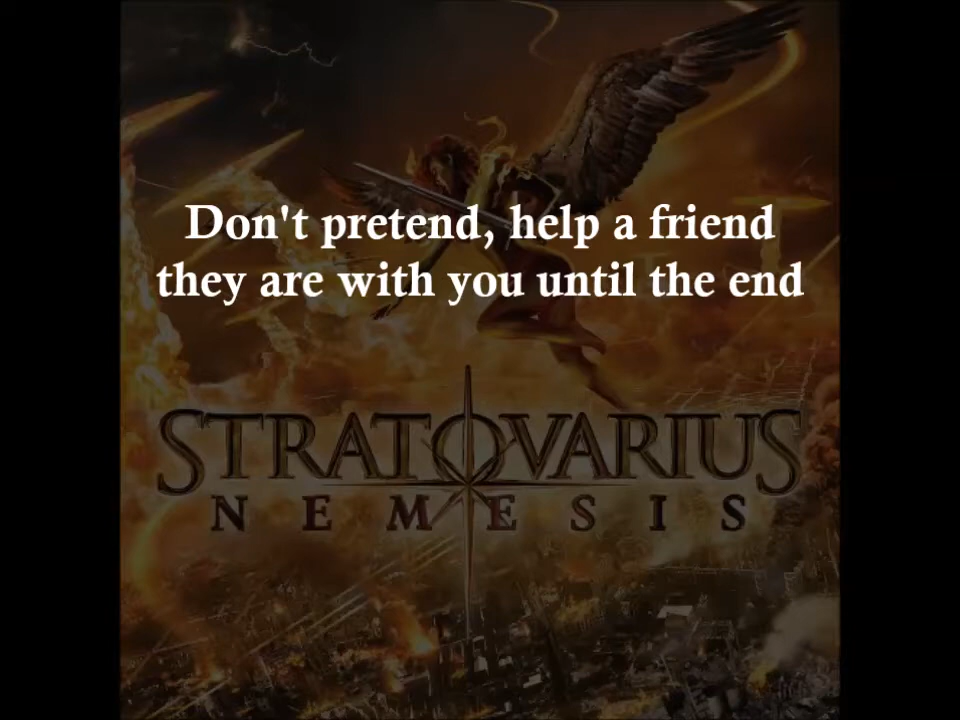 Don't pretend, help a friend
they are with you until the end
STRATOVARIUS
NEMESIS